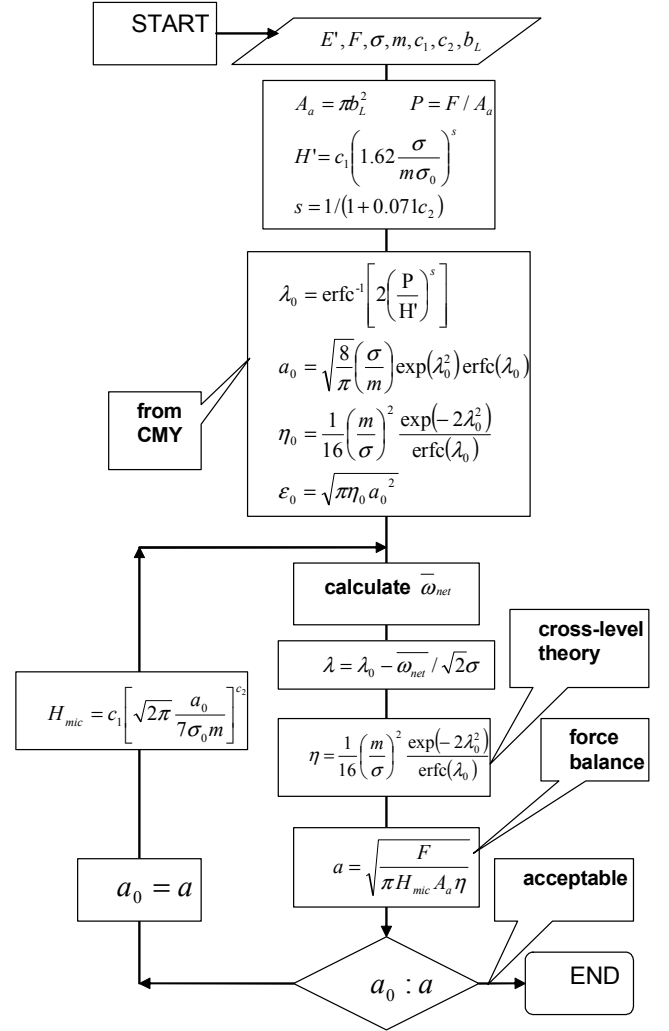 START
E', F, σ, m, c₁, c₂, b_L
A_a = πb_L²    P = F / A_a
H' = c₁(1.62 σ/(mσ₀))^s
s = 1/(1 + 0.071c₂)
λ₀ = erfc⁻¹[2(P/H')^s]
a₀ = √(8/π) (σ/m) exp(λ₀²) erfc(λ₀)
from
CMY
η₀ = 1/16 (m/σ)² exp(−2λ₀²)/erfc(λ₀)
ε₀ = √(πη₀a₀²)
calculate ω̅_net
cross-level
theory
λ = λ₀ − ω̅_net / √2σ
H_mic = c₁[√(2π) a₀/(7σ₀m)]^c₂
η = 1/16 (m/σ)² exp(−2λ₀²)/erfc(λ₀)
force
balance
a = √(F/(πH_mic A_a η))
a₀ = a
acceptable
a₀ : a
END